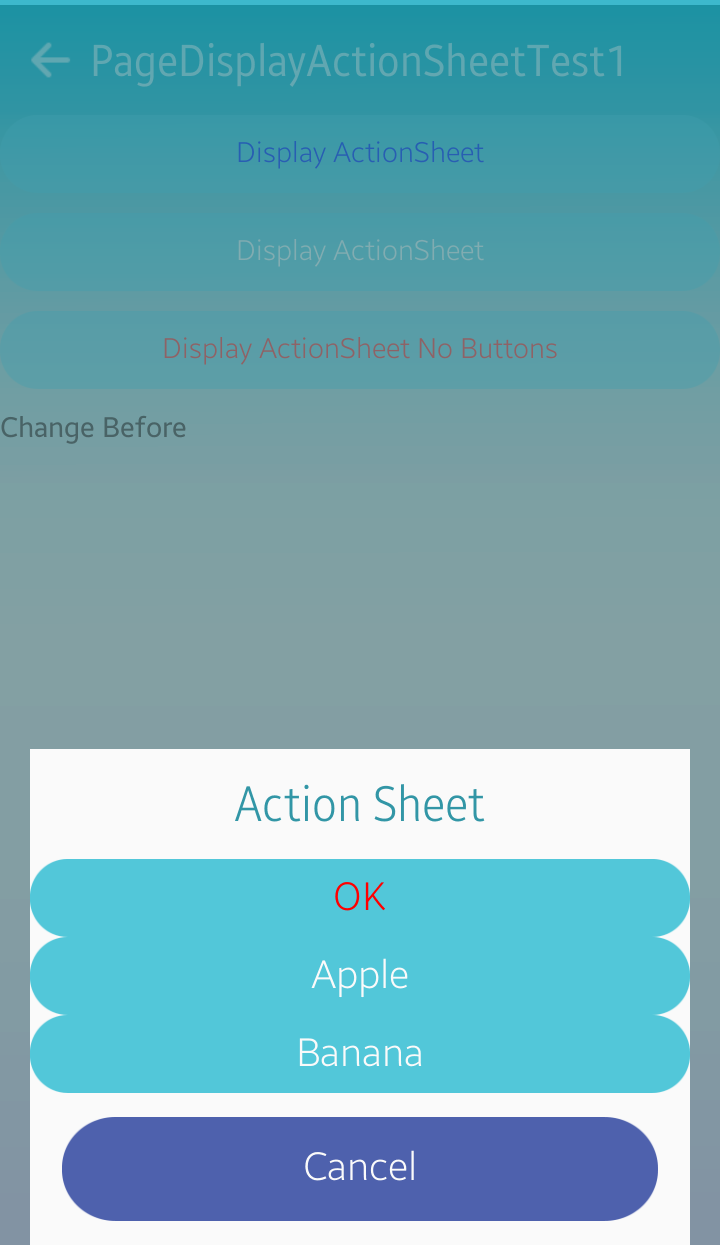 PageDisplayActionSheetTest1
Display ActionSheet
Display ActionSheet
Display ActionSheet No Buttons
Change Before
Action Sheet
OK
Apple
Banana
Cancel